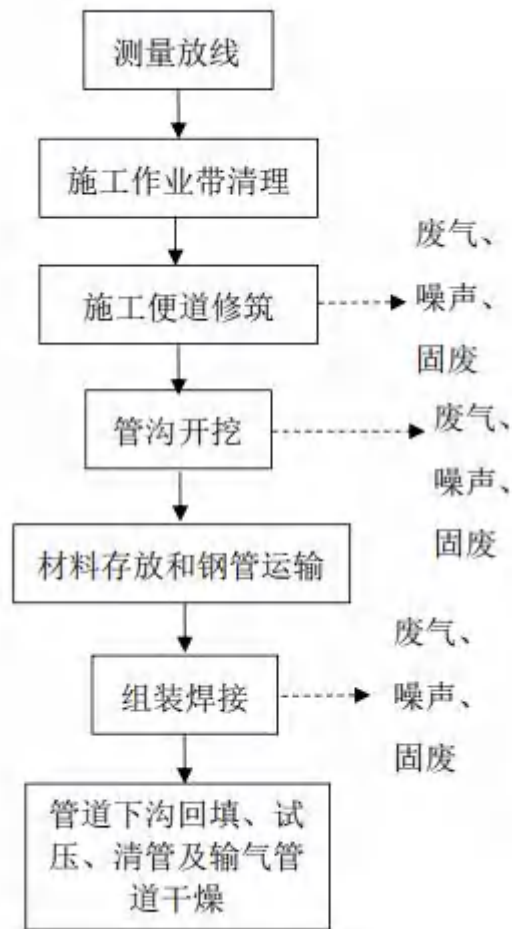 测量放线
施工作业带清理
施工便道修筑
废气、
噪声、
固废
管沟开挖
废气、
噪声、
固废
材料存放和钢管运输
组装焊接
废气、
噪声、
固废
管道下沟回填、试
压、清管及输气管
道干燥